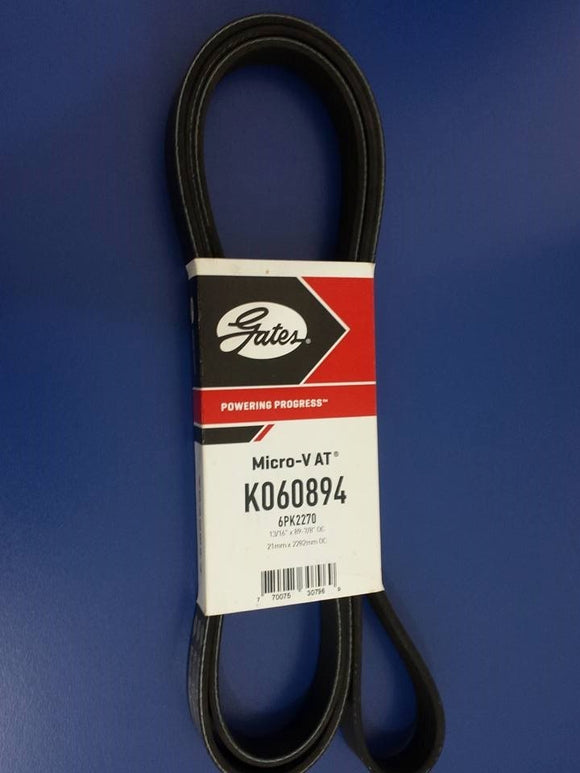 Gates®
POWERING PROGRESS™
Micro-V AT®
K060894
6PK2270
13/16" x 89-7/8" OC
21mm x 2282mm OC
7 70075 30796 9